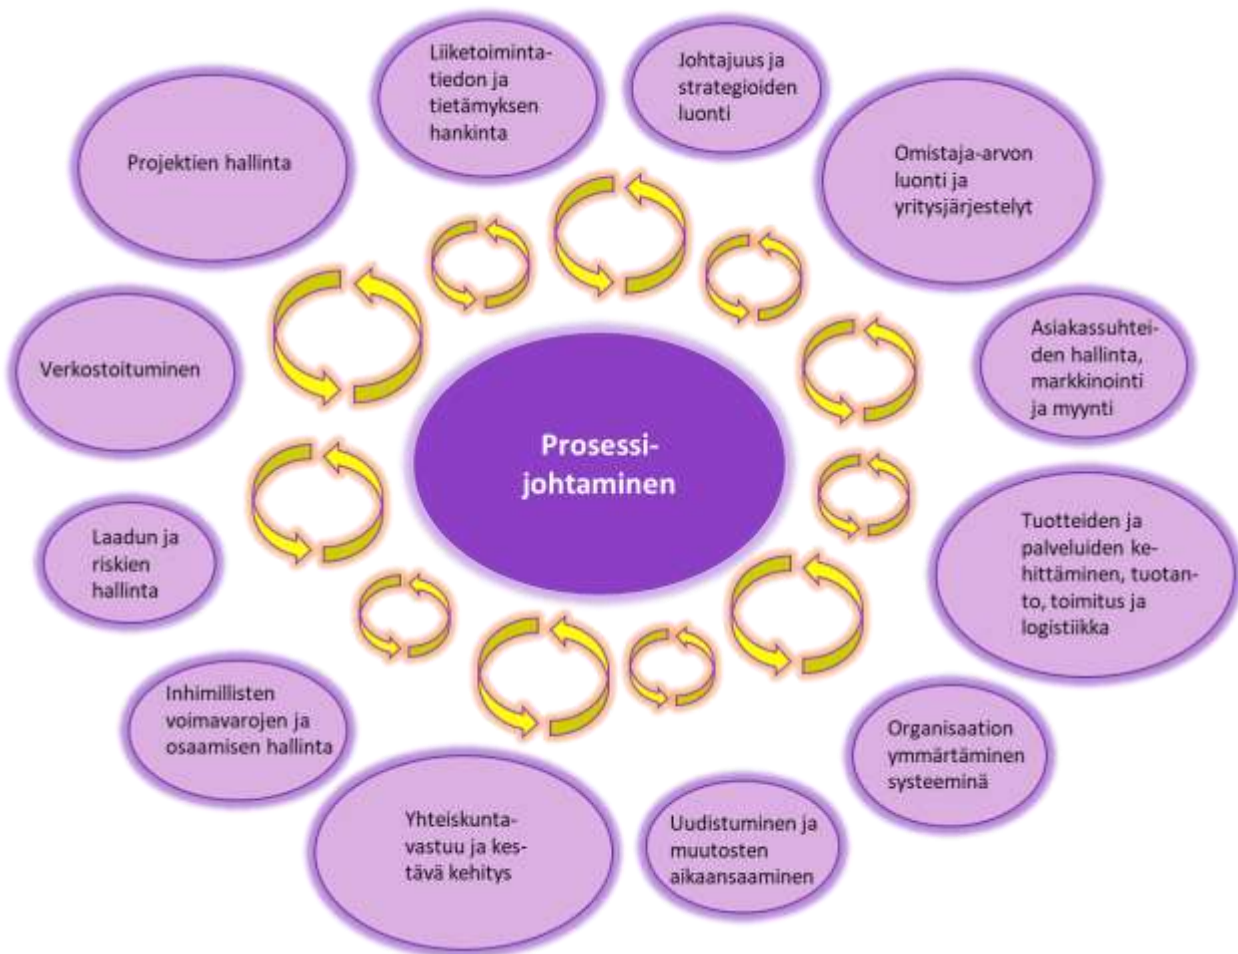 Liiketoiminta-
tiedon ja
tietämyksen
hankinta
Johtajuus ja
strategioiden
luonti
Omistaja-arvon
luonti ja
yritysjärjestelyt
Asiakassuhtei-
den hallinta,
markkinointi
ja myynti
Tuotteiden ja
palveluiden ke-
hittäminen, tuotan-
to, toimitus ja
logistiikka
Organisaation
ymmärtäminen
systeeminä
Uudistuminen ja
muutosten
aikaansaaminen
Yhteiskunta-
vastuu ja kes-
tävä kehitys
Inhimillisten
voimavarojen ja
osaamisen hallinta
Laadun ja
riskien
hallinta
Verkostoituminen
Projektien hallinta
Prosessi-
johtaminen